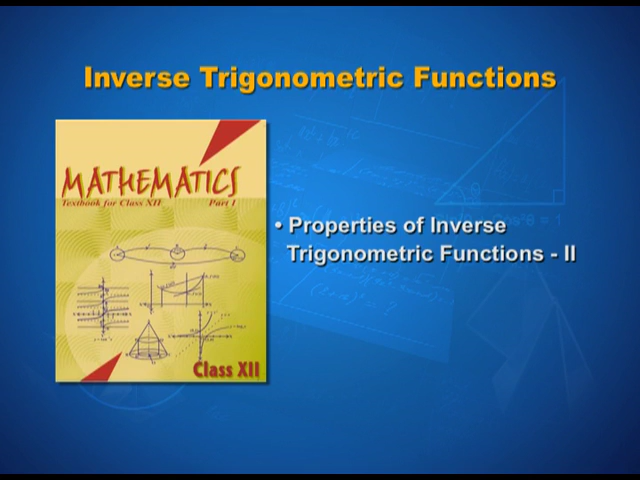 Inverse Trigonometric Functions
MATHEMATICS
Textbook for Class XII Part I
• Properties of Inverse
Trigonometric Functions - II
Class XII